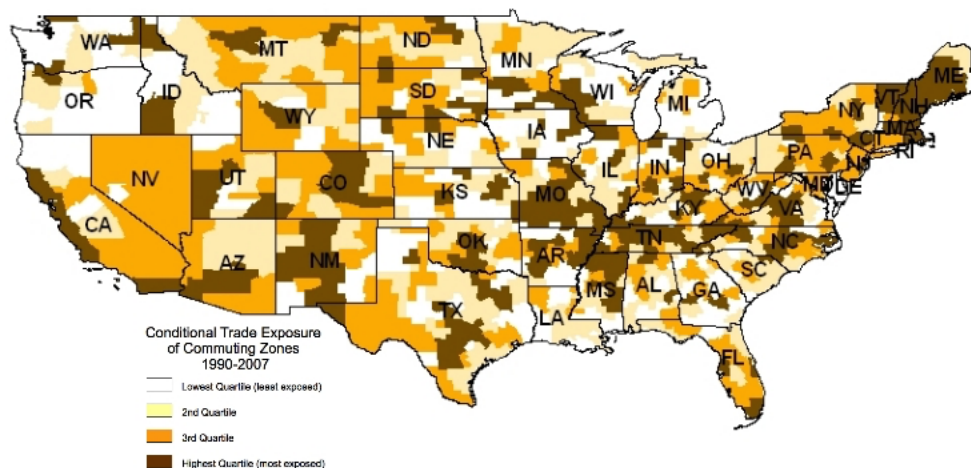 WA
MT
ND
MN
ME
OR
ID
WY
SD
WI
MI
NY
VT
NH
MA
CT
RI
NE
IA
PA
NJ
NV
UT
CO
KS
MO
IL
IN
OH
WV
MD
DE
VA
KY
CA
AZ
NM
OK
AR
TN
NC
SC
TX
LA
MS
AL
GA
FL
Conditional Trade Exposure
of Commuting Zones
1990-2007
Lowest Quartile (least exposed)
2nd Quartile
3rd Quartile
Highest Quartile (most exposed)